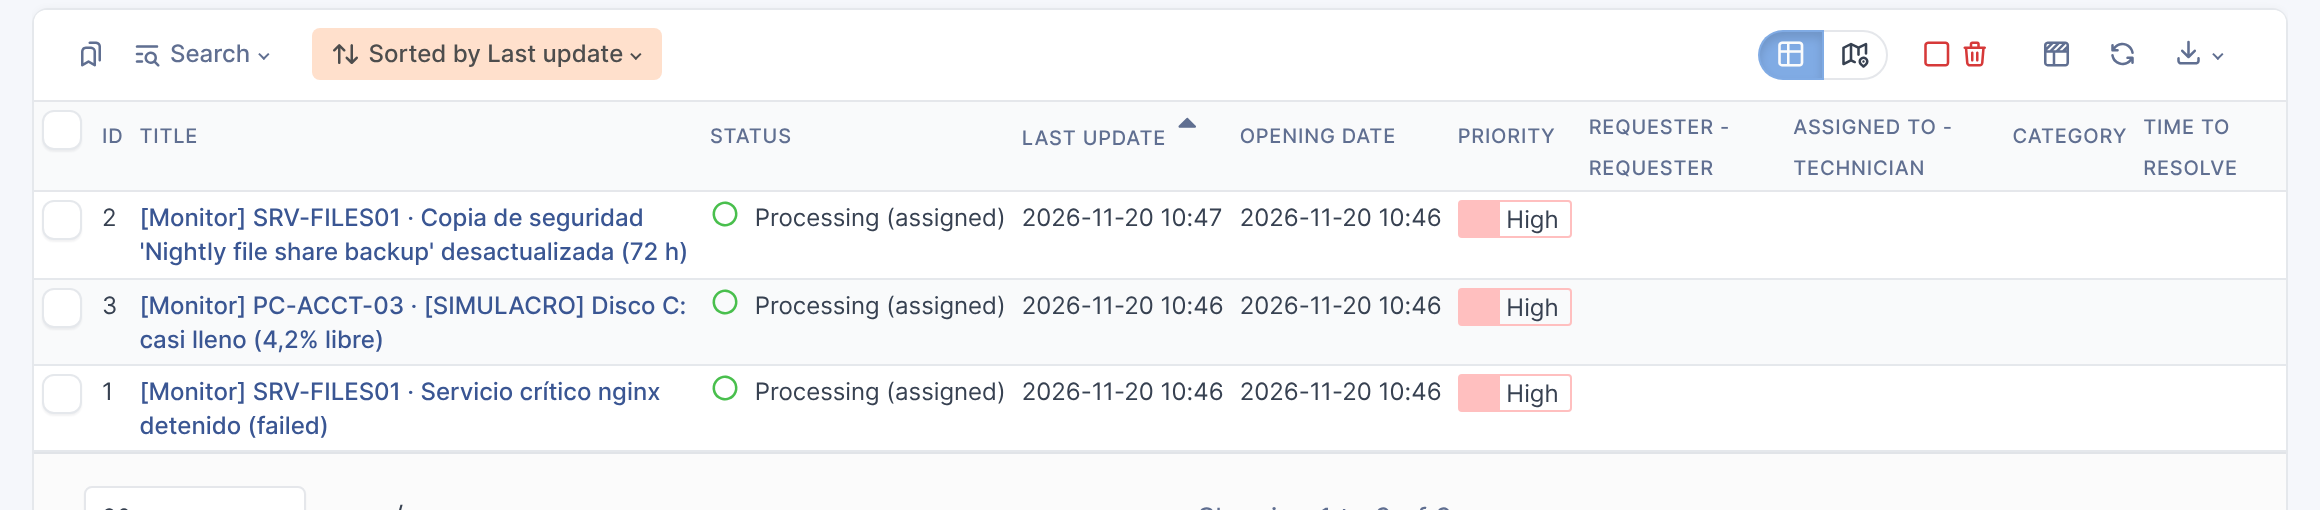 Search
Sorted by Last update
ID TITLE STATUS LAST UPDATE OPENING DATE PRIORITY REQUESTER - REQUESTER ASSIGNED TO - TECHNICIAN CATEGORY TIME TO RESOLVE
2 [Monitor] SRV-FILES01 · Copia de seguridad
'Nightly file share backup' desactualizada (72 h)
Processing (assigned) 2026-11-20 10:47 2026-11-20 10:46 High
3 [Monitor] PC-ACCT-03 · [SIMULACRO] Disco C:
casi lleno (4,2% libre)
Processing (assigned) 2026-11-20 10:46 2026-11-20 10:46 High
1 [Monitor] SRV-FILES01 · Servicio crítico nginx
detenido (failed)
Processing (assigned) 2026-11-20 10:46 2026-11-20 10:46 High